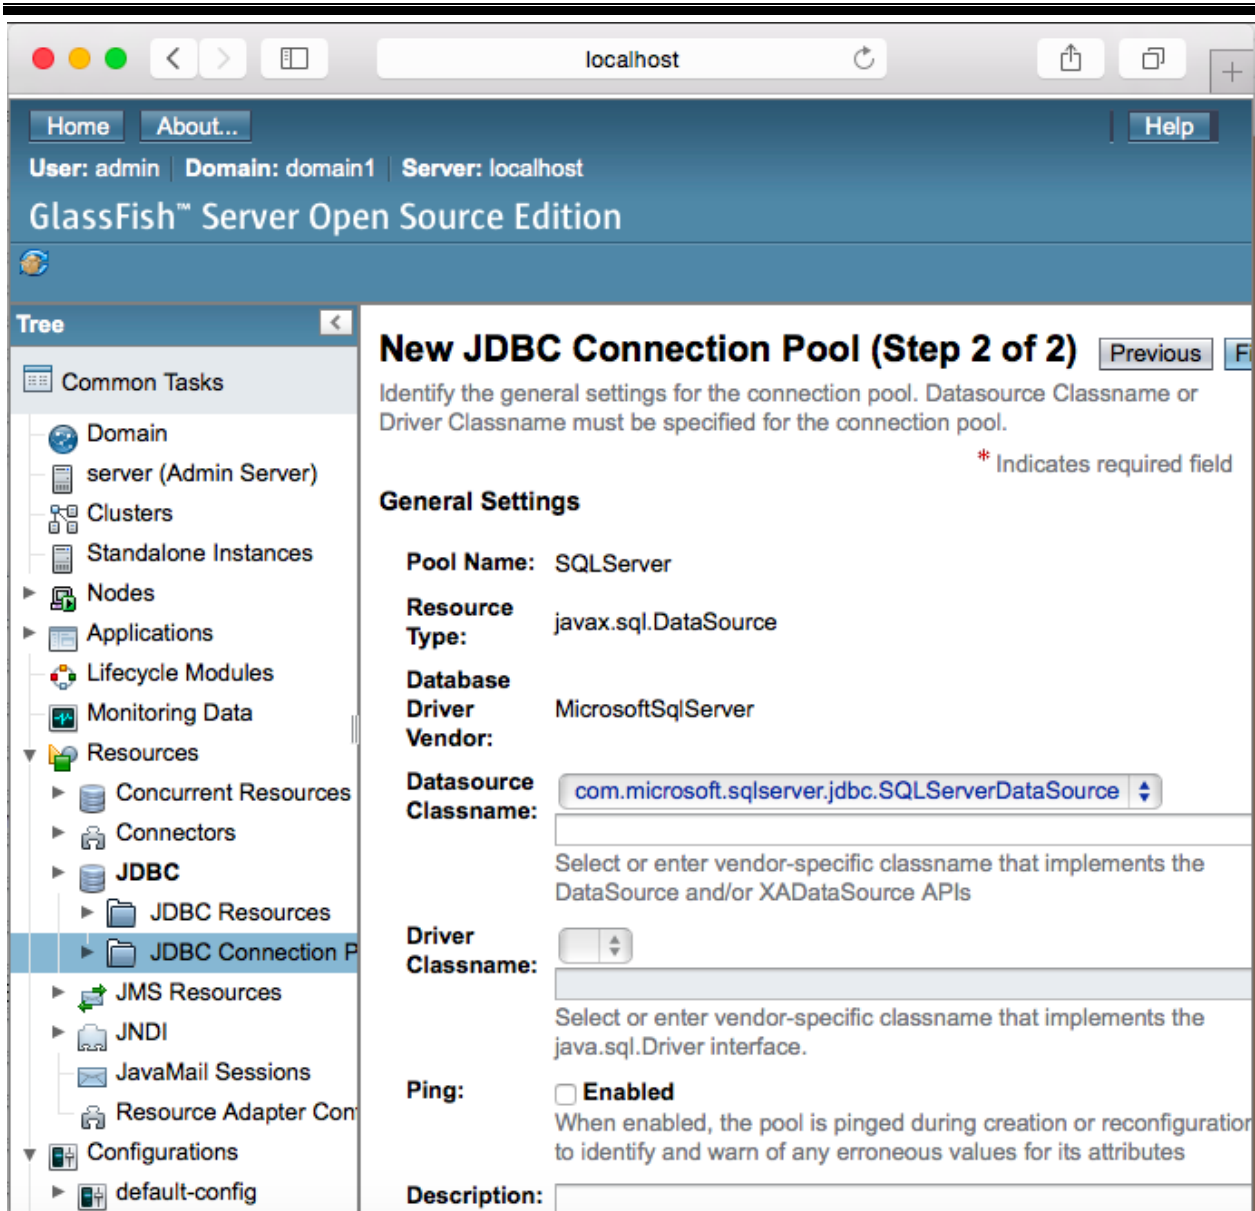 localhost
Home About... Help
User: admin Domain: domain1 Server: localhost
GlassFish™ Server Open Source Edition
Tree
Common Tasks
Domain
server (Admin Server)
Clusters
Standalone Instances
Nodes
Applications
Lifecycle Modules
Monitoring Data
Resources
Concurrent Resources
Connectors
JDBC
JDBC Resources
JDBC Connection P
JMS Resources
JNDI
JavaMail Sessions
Resource Adapter Con
Configurations
default-config
New JDBC Connection Pool (Step 2 of 2) Previous Fi
Identify the general settings for the connection pool. Datasource Classname or
Driver Classname must be specified for the connection pool.
* Indicates required field
General Settings
Pool Name: SQLServer
Resource
Type: javax.sql.DataSource
Database
Driver MicrosoftSqlServer
Vendor:
Datasource com.microsoft.sqlserver.jdbc.SQLServerDataSource
Classname:
Select or enter vendor-specific classname that implements the
DataSource and/or XADataSource APIs
Driver
Classname:
Select or enter vendor-specific classname that implements the
java.sql.Driver interface.
Ping: Enabled
When enabled, the pool is pinged during creation or reconfiguration
to identify and warn of any erroneous values for its attributes
Description: